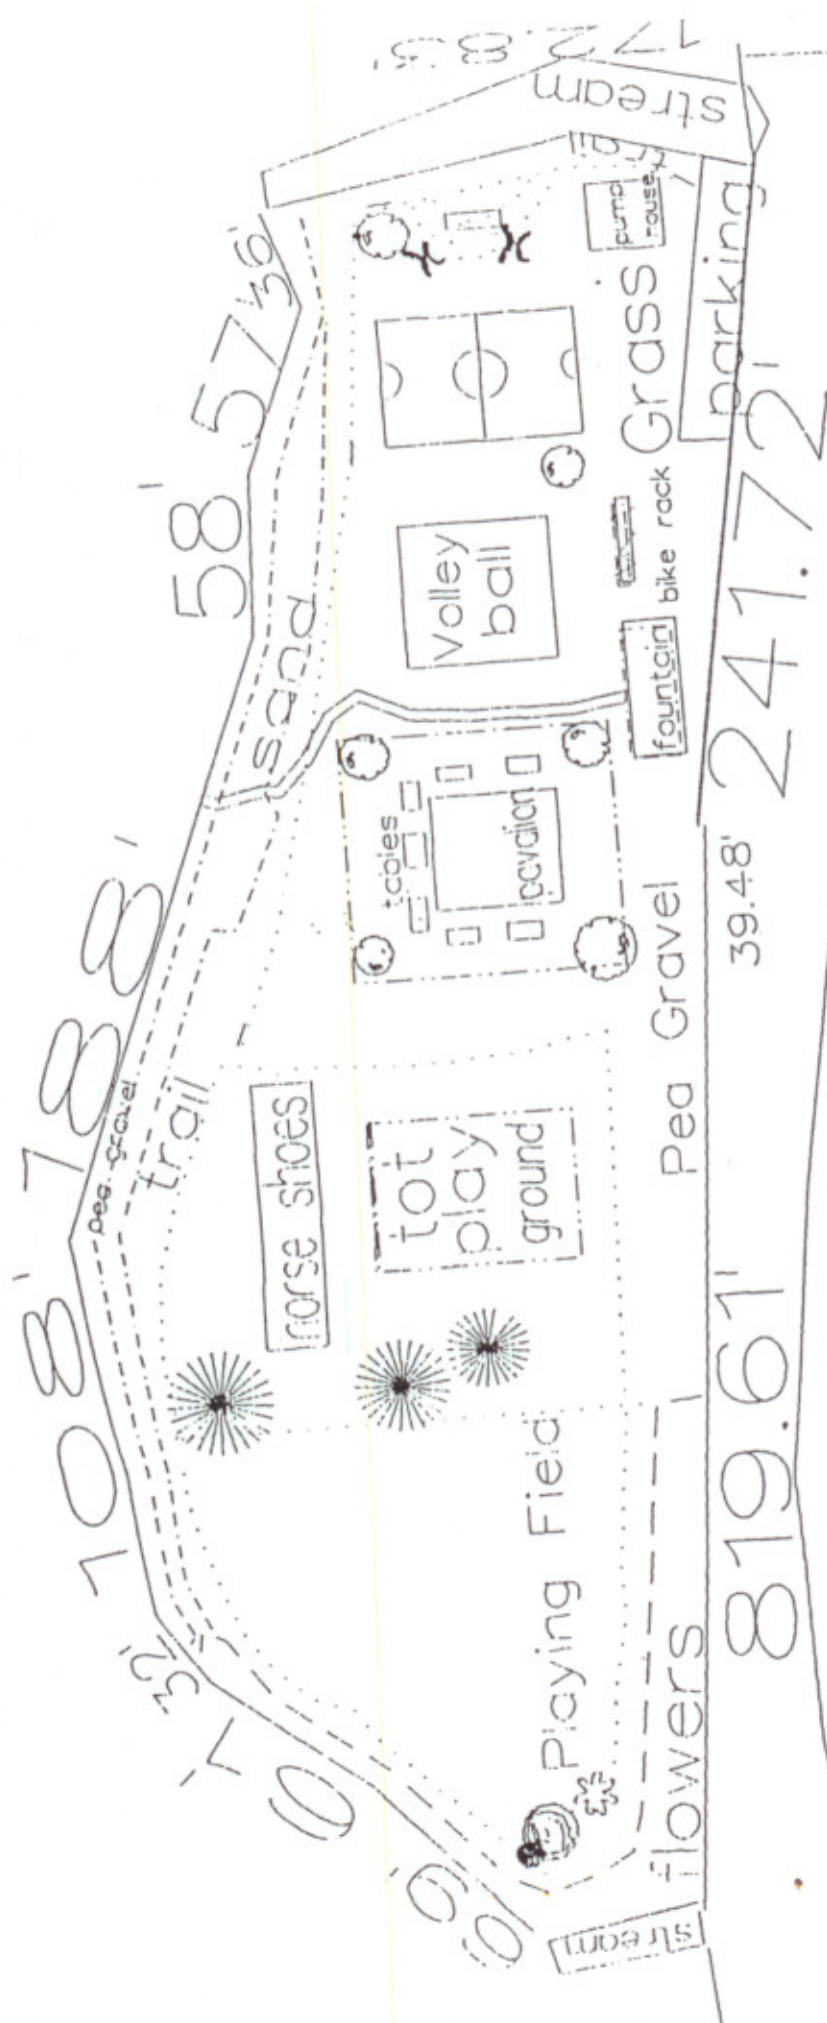 172.83'
stream
trail
pump
house
parking
36'
57'
58'
Grass
241.72'
Volley
ball
bike rack
sand
fountain
tables
pavilion
39.48'
Pea Gravel
188'
pea gravel
trail
horse shoes
tot
play
ground
108'
819.61'
Playing Field
32'
flowers
stream